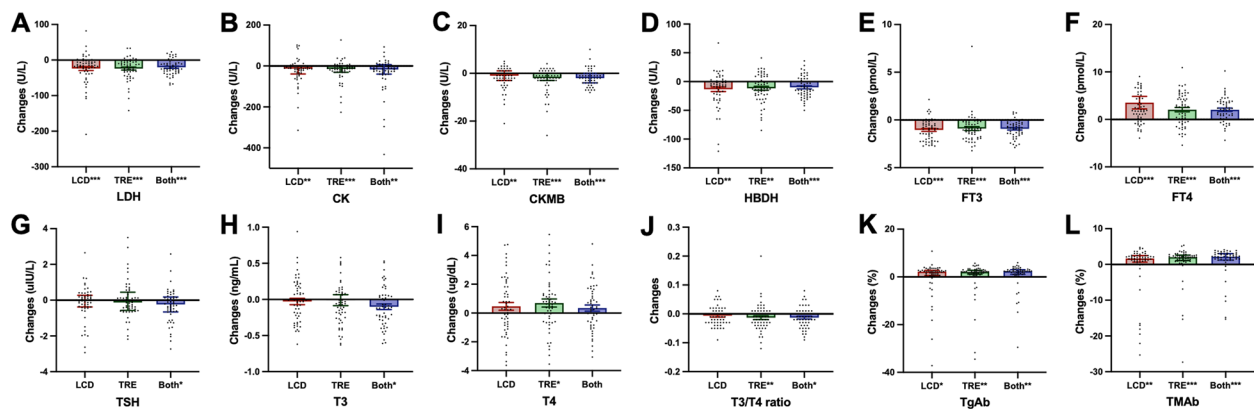 A
Changes (U/L)
100
0
-100
-200
-300
LCD*** TRE*** Both***
LDH
B
Changes (U/L)
200
0
-200
-400
-600
LCD** TRE*** Both**
CK
C
Changes (U/L)
20
0
-20
-40
LCD** TRE*** Both***
CKMB
D
Changes (U/L)
100
50
0
-50
-100
-150
LCD** TRE** Both***
HBDH
E
Changes (pmol/L)
10
5
0
-5
LCD*** TRE*** Both***
FT3
F
Changes (pmol/L)
20
10
0
-10
LCD*** TRE*** Both***
FT4
G
Changes (uIU/L)
4
2
0
-2
-4
LCD TRE Both*
TSH
H
Changes (ng/mL)
1.0
0.5
0.0
-0.5
-1.0
LCD TRE Both*
T3
I
Changes (ug/dL)
6
4
2
0
-2
-4
LCD TRE* Both
T4
J
Changes
0.3
0.2
0.1
0.0
-0.1
0.2
LCD TRE** Both***
T3/T4 ratio
K
Changes (%)
20
0
-20
-40
LCD* TRE** Both**
TgAb
L
Changes (%)
10
0
-10
-20
-30
LCD** TRE*** Both***
TMAb